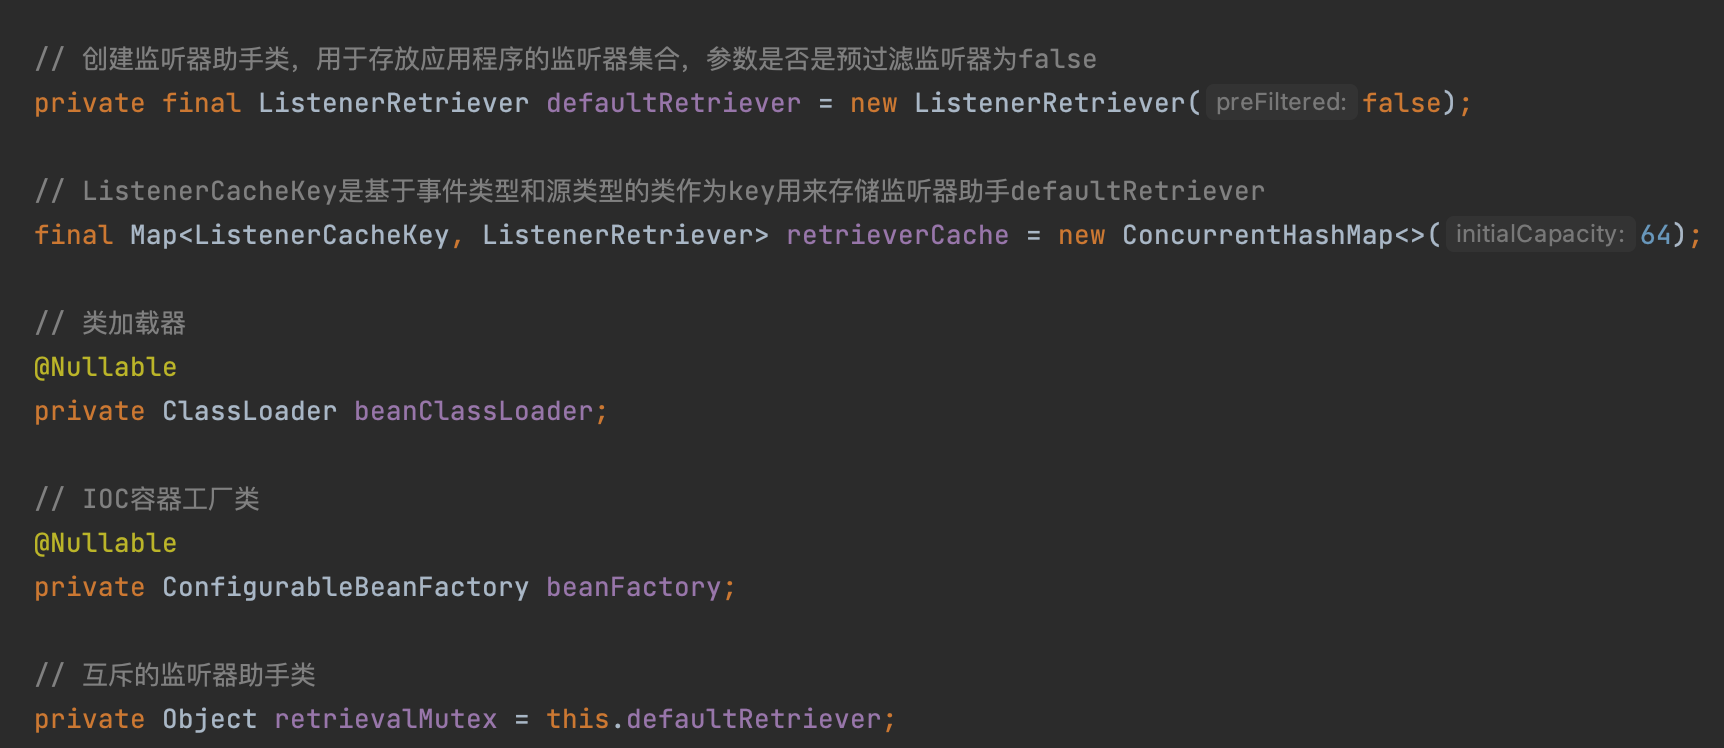 // 创建监听器助手类，用于存放应用程序的监听器集合，参数是否是预过滤监听器为false
private final ListenerRetriever defaultRetriever = new ListenerRetriever( preFiltered: false);
// ListenerCacheKey是基于事件类型和源类型的类作为key用来存储监听器助手defaultRetriever
final Map<ListenerCacheKey, ListenerRetriever> retrieverCache = new ConcurrentHashMap<>( initialCapacity: 64);
// 类加载器
@Nullable
private ClassLoader beanClassLoader;
// IOC容器工厂类
@Nullable
private ConfigurableBeanFactory beanFactory;
// 互斥的监听器助手类
private Object retrievalMutex = this.defaultRetriever;